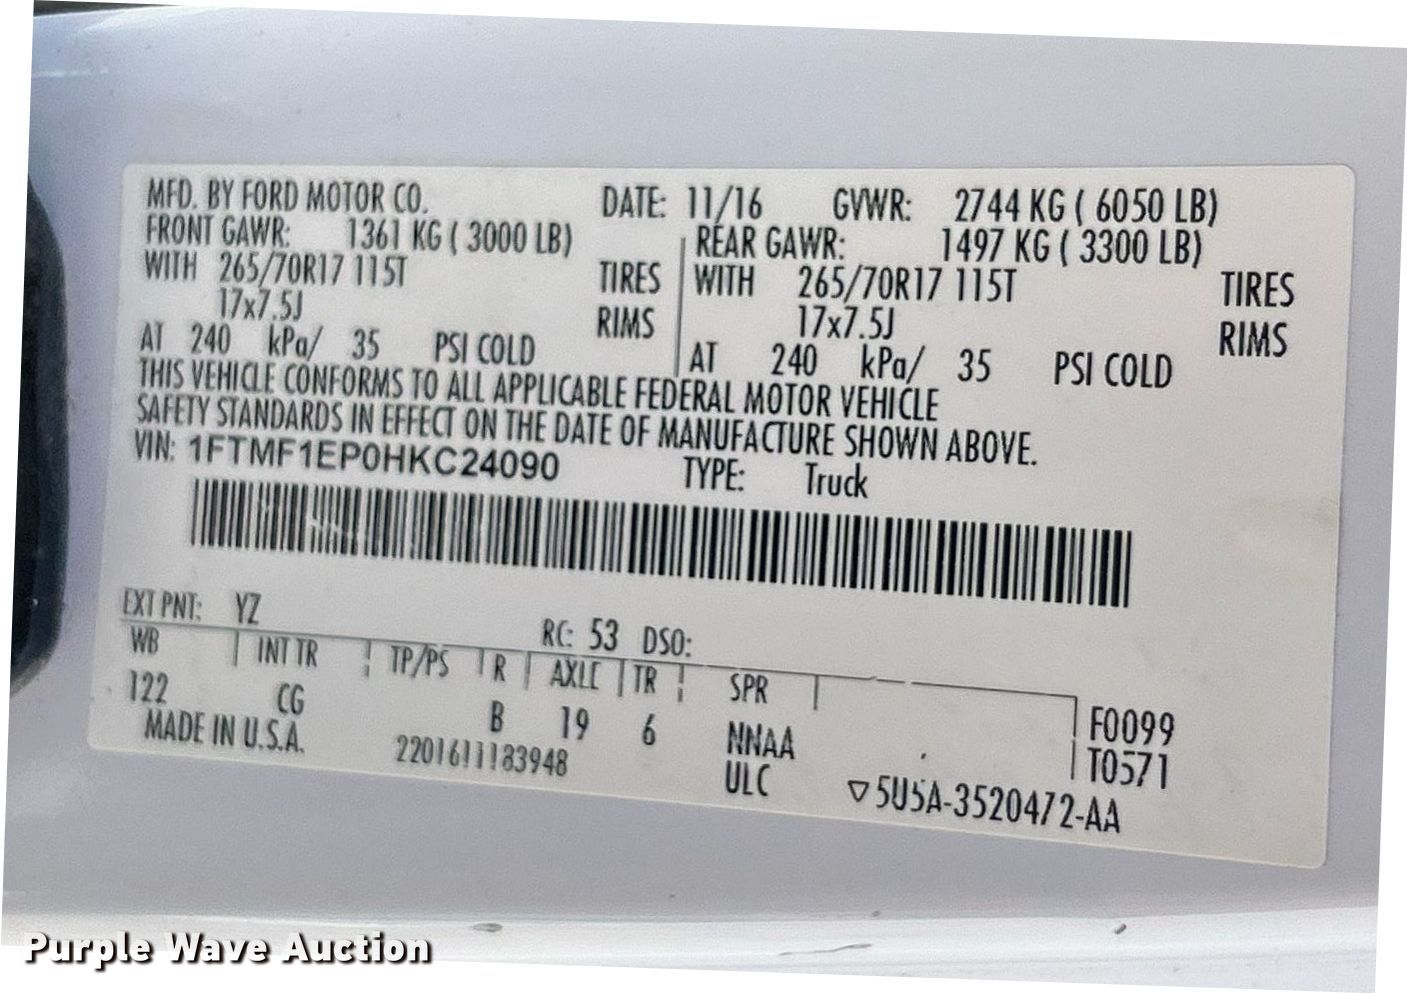 MFD. BY FORD MOTOR CO. DATE: 11/16 GVWR: 2744 KG ( 6050 LB)
FRONT GAWR: 1361 KG ( 3000 LB) REAR GAWR: 1497 KG ( 3300 LB)
WITH 265/70R17 115T TIRES WITH 265/70R17 115T TIRES
17x7.5J RIMS 17x7.5J RIMS
AT 240 kPa/ 35 PSI COLD AT 240 kPa/ 35 PSI COLD
THIS VEHICLE CONFORMS TO ALL APPLICABLE FEDERAL MOTOR VEHICLE
SAFETY STANDARDS IN EFFECT ON THE DATE OF MANUFACTURE SHOWN ABOVE.
VIN: 1FTMF1EP0HKC24090 TYPE: Truck
EXT PNT: YZ RC: 53 DSO:
WB INT TR TP/PS R AXLE TR SPR
122 CG B 19 6 NNAA F0099
MADE IN U.S.A. 2201611183948 ULC T0571
▽5U5A-3520472-AA
Purple Wave Auction